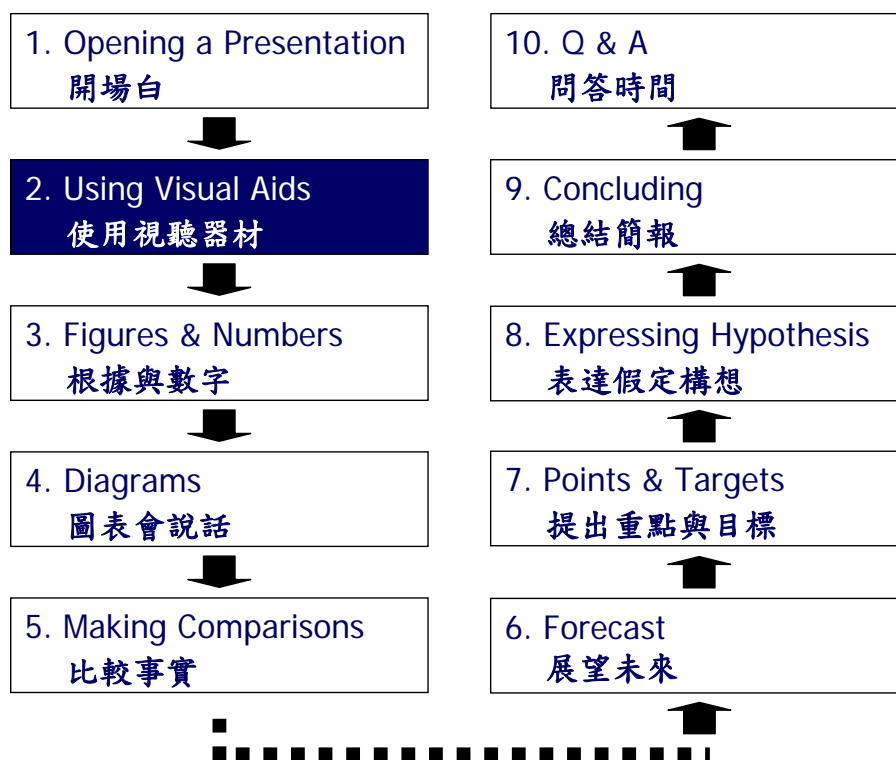 1. Opening a Presentation
開場白
2. Using Visual Aids
使用視聽器材
3. Figures & Numbers
根據與數字
4. Diagrams
圖表會說話
5. Making Comparisons
比較事實
6. Forecast
展望未來
7. Points & Targets
提出重點與目標
8. Expressing Hypothesis
表達假定構想
9. Concluding
總結簡報
10. Q & A
問答時間